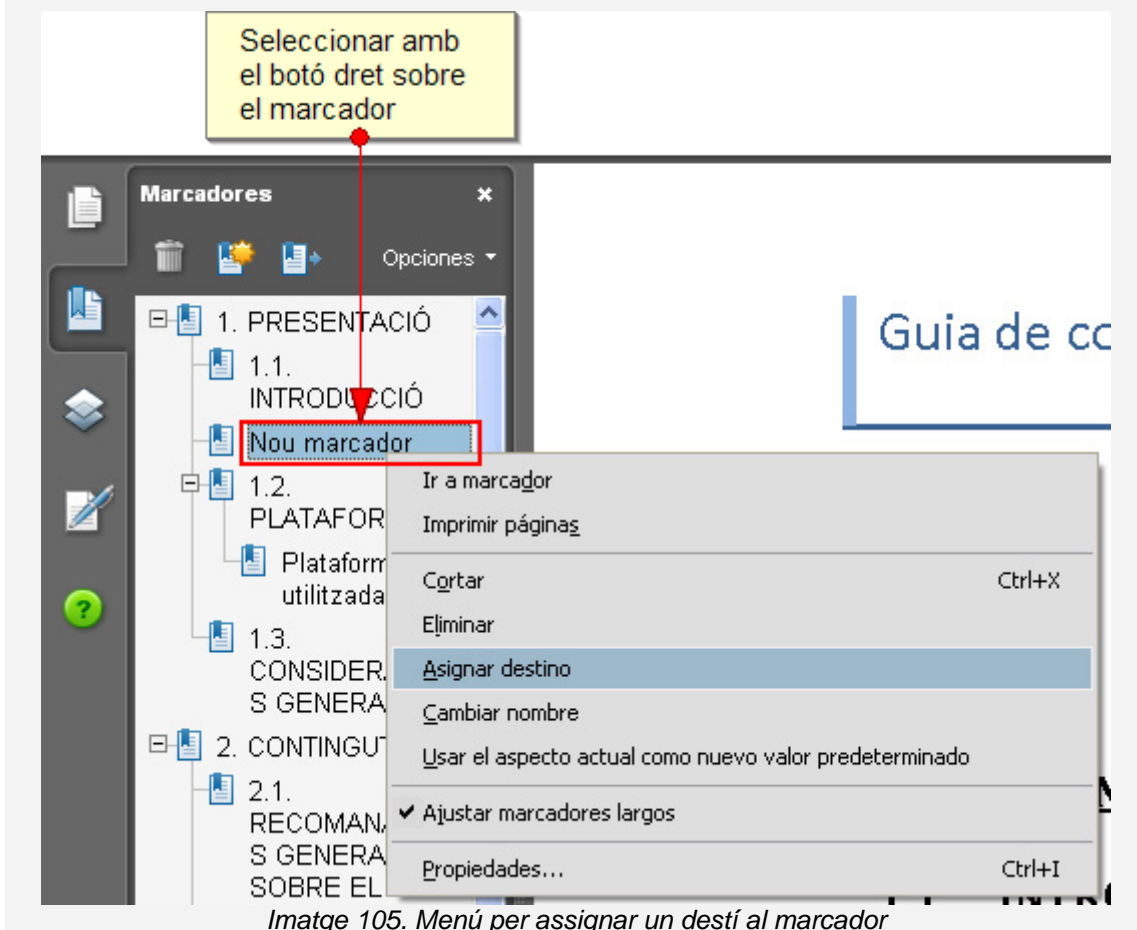 Seleccionar amb
el botó dret sobre
el marcador
Marcadores
Opciones
1. PRESENTACIÓ
1.1.
INTRODUCCIÓ
Nou marcador
1.2.
PLATAFOR
Plataform
utilitzada
1.3.
CONSIDER
S GENERA
2. CONTINGUT
2.1.
RECOMANA
S GENERA
SOBRE EL
Ir a marcador
Imprimir páginas
Cortar Ctrl+X
Eliminar
Asignar destino
Cambiar nombre
Usar el aspecto actual como nuevo valor predeterminado
Ajustar marcadores largos
Propiedades... Ctrl+I
Guia de co
Imatge 105. Menú per assignar un destí al marcador